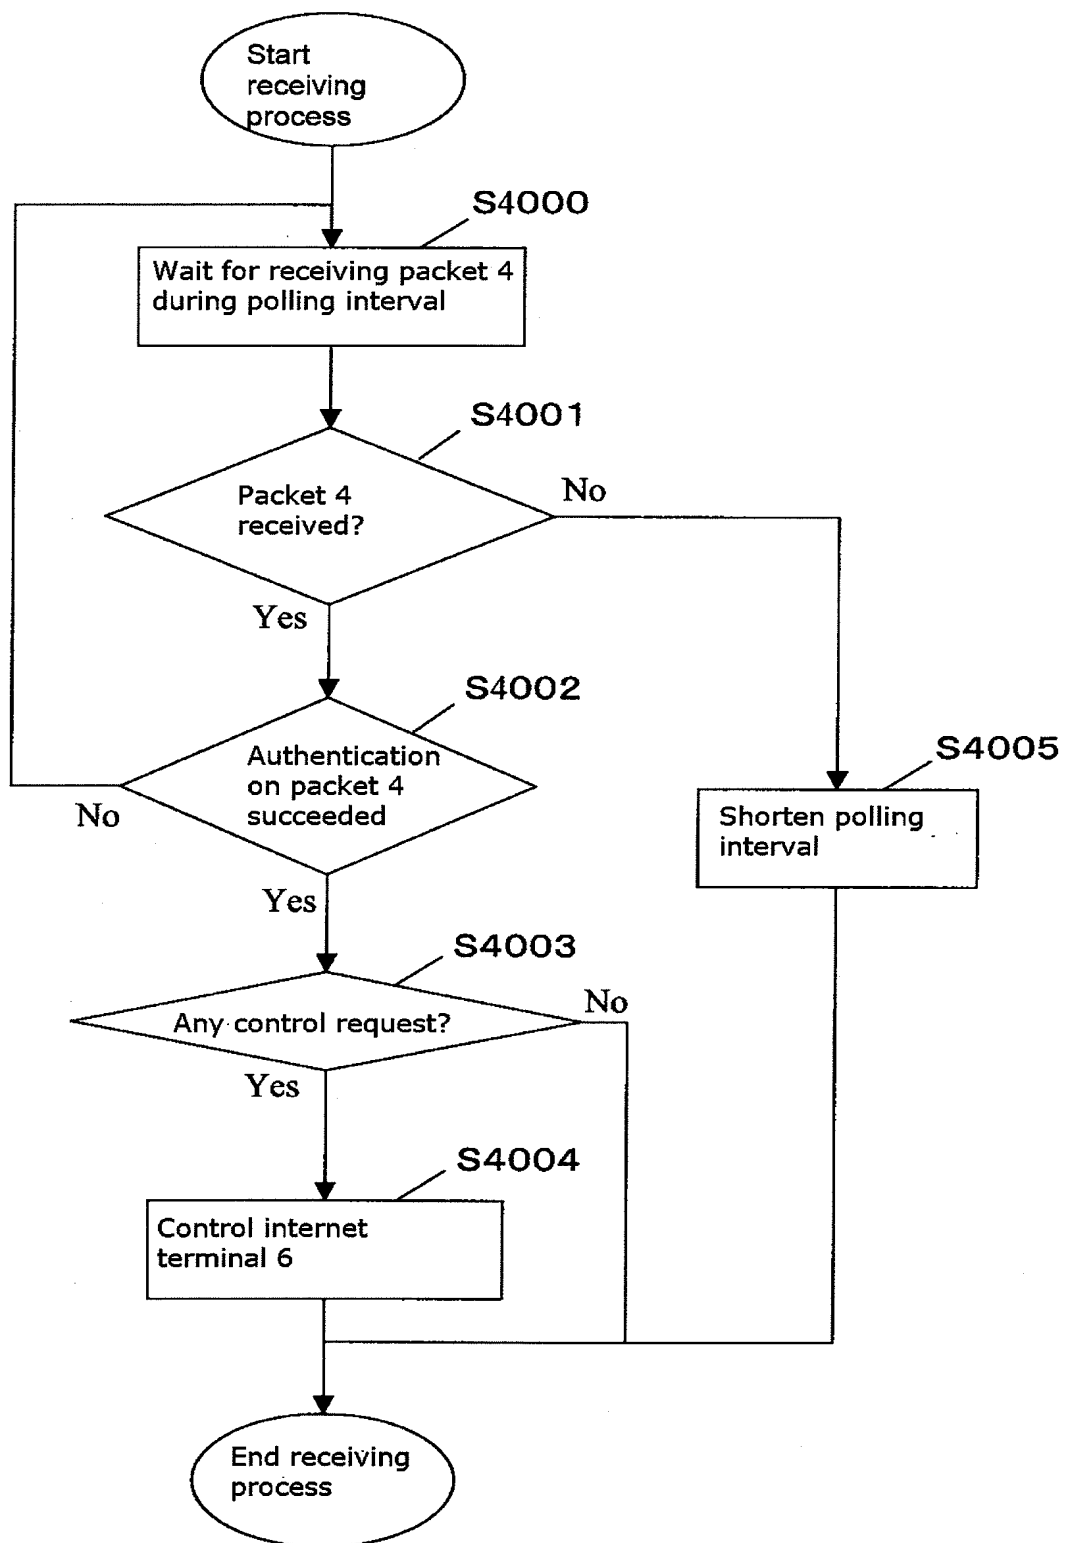 Start
receiving
process
S4000
Wait for receiving packet 4
during polling interval
S4001
Packet 4
received?
No
Yes
S4002
Authentication
on packet 4
succeeded
No
Yes
S4005
Shorten polling
interval
S4003
Any control request?
No
Yes
S4004
Control internet
terminal 6
End receiving
process